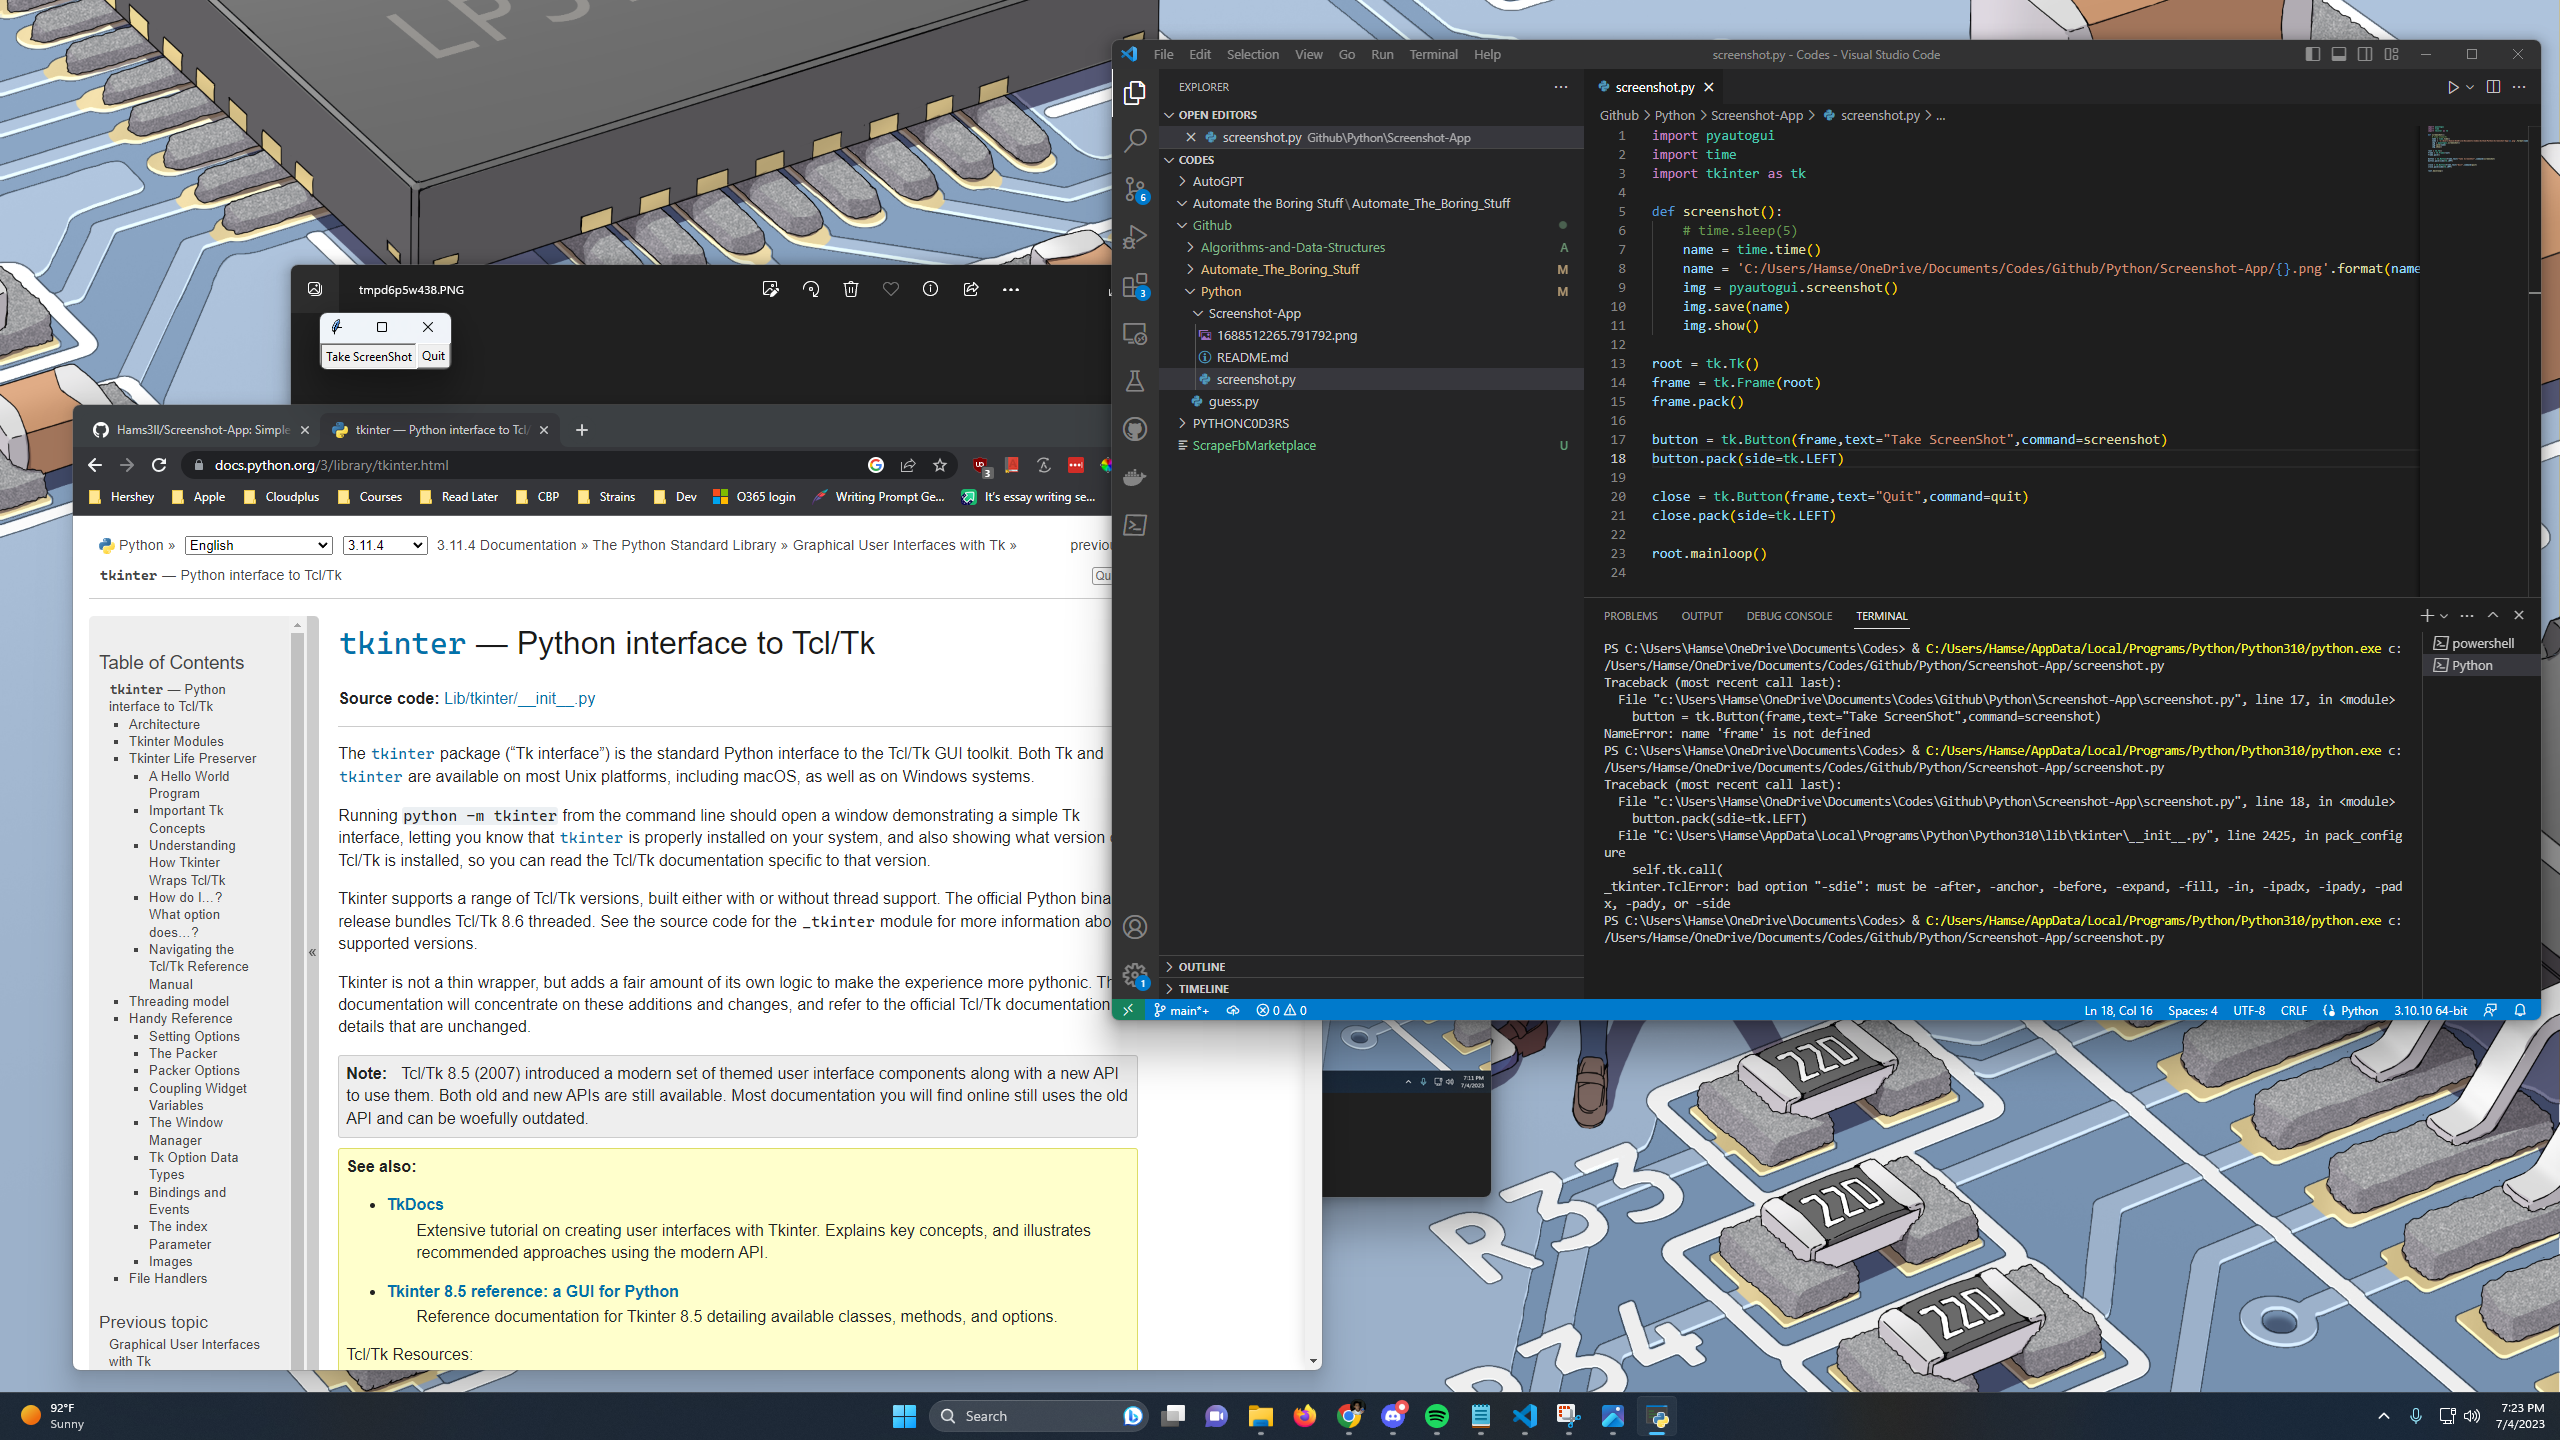 LP5
tmpd6p5w438.PNG
Take ScreenShot
Quit
Hams3ll/Screenshot-App: Simple
tkinter — Python interface to Tcl/
docs.python.org/3/library/tkinter.html
3
Hershey
Apple
Cloudplus
Courses
Read Later
CBP
Strains
Dev
O365 login
Writing Prompt Ge...
It's essay writing se...
Python »
English
3.11.4
3.11.4 Documentation » The Python Standard Library » Graphical User Interfaces with Tk »
previou
tkinter — Python interface to Tcl/Tk
Qu
Table of Contents
tkinter — Python
interface to Tcl/Tk
Architecture
Tkinter Modules
Tkinter Life Preserver
A Hello World
Program
Important Tk
Concepts
Understanding
How Tkinter
Wraps Tcl/Tk
How do I…?
What option
does…?
Navigating the
Tcl/Tk Reference
Manual
Threading model
Handy Reference
Setting Options
The Packer
Packer Options
Coupling Widget
Variables
The Window
Manager
Tk Option Data
Types
Bindings and
Events
The index
Parameter
Images
File Handlers
Previous topic
Graphical User Interfaces
with Tk
«
tkinter — Python interface to Tcl/Tk
Source code: Lib/tkinter/__init__.py
The tkinter package (“Tk interface”) is the standard Python interface to the Tcl/Tk GUI toolkit. Both Tk and
tkinter are available on most Unix platforms, including macOS, as well as on Windows systems.
Running python -m tkinter from the command line should open a window demonstrating a simple Tk
interface, letting you know that tkinter is properly installed on your system, and also showing what version
Tcl/Tk is installed, so you can read the Tcl/Tk documentation specific to that version.
Tkinter supports a range of Tcl/Tk versions, built either with or without thread support. The official Python bina
release bundles Tcl/Tk 8.6 threaded. See the source code for the _tkinter module for more information abo
supported versions.
Tkinter is not a thin wrapper, but adds a fair amount of its own logic to make the experience more pythonic. Th
documentation will concentrate on these additions and changes, and refer to the official Tcl/Tk documentation
details that are unchanged.
Note: Tcl/Tk 8.5 (2007) introduced a modern set of themed user interface components along with a new API
to use them. Both old and new APIs are still available. Most documentation you will find online still uses the old
API and can be woefully outdated.
See also:
TkDocs
Extensive tutorial on creating user interfaces with Tkinter. Explains key concepts, and illustrates
recommended approaches using the modern API.
Tkinter 8.5 reference: a GUI for Python
Reference documentation for Tkinter 8.5 detailing available classes, methods, and options.
Tcl/Tk Resources:
File Edit Selection View Go Run Terminal Help
screenshot.py - Codes - Visual Studio Code
6
3
1
EXPLORER
OPEN EDITORS
screenshot.py Github\Python\Screenshot-App
CODES
AutoGPT
Automate the Boring Stuff\Automate_The_Boring_Stuff
Github
Algorithms-and-Data-Structures A
Automate_The_Boring_Stuff M
Python M
Screenshot-App
1688512265.791792.png
README.md
screenshot.py
guess.py
PYTHONC0D3RS
ScrapeFbMarketplace U
OUTLINE
TIMELINE
screenshot.py
Github > Python > Screenshot-App > screenshot.py > ...
1 import pyautogui
2 import time
3 import tkinter as tk
4
5 def screenshot():
6 # time.sleep(5)
7 name = time.time()
8 name = 'C:/Users/Hamse/OneDrive/Documents/Codes/Github/Python/Screenshot-App/{}.png'.format(name
9 img = pyautogui.screenshot()
10 img.save(name)
11 img.show()
12
13 root = tk.Tk()
14 frame = tk.Frame(root)
15 frame.pack()
16
17 button = tk.Button(frame,text="Take ScreenShot",command=screenshot)
18 button.pack(side=tk.LEFT)
19
20 close = tk.Button(frame,text="Quit",command=quit)
21 close.pack(side=tk.LEFT)
22
23 root.mainloop()
24
PROBLEMS OUTPUT DEBUG CONSOLE TERMINAL
PS C:\Users\Hamse\OneDrive\Documents\Codes> & C:/Users/Hamse/AppData/Local/Programs/Python/Python310/python.exe c:
/Users/Hamse/OneDrive/Documents/Codes/Github/Python/Screenshot-App/screenshot.py
Traceback (most recent call last):
File "c:\Users\Hamse\OneDrive\Documents\Codes\Github\Python\Screenshot-App\screenshot.py", line 17, in <module>
button = tk.Button(frame,text="Take ScreenShot",command=screenshot)
NameError: name 'frame' is not defined
PS C:\Users\Hamse\OneDrive\Documents\Codes> & C:/Users/Hamse/AppData/Local/Programs/Python/Python310/python.exe c:
/Users/Hamse/OneDrive/Documents/Codes/Github/Python/Screenshot-App/screenshot.py
Traceback (most recent call last):
File "c:\Users\Hamse\OneDrive\Documents\Codes\Github\Python\Screenshot-App\screenshot.py", line 18, in <module>
button.pack(sdie=tk.LEFT)
File "C:\Users\Hamse\AppData\Local\Programs\Python\Python310\lib\tkinter\__init__.py", line 2425, in pack_config
ure
self.tk.call(
_tkinter.TclError: bad option "-sdie": must be -after, -anchor, -before, -expand, -fill, -in, -ipadx, -ipady, -pad
x, -pady, or -side
PS C:\Users\Hamse\OneDrive\Documents\Codes> & C:/Users/Hamse/AppData/Local/Programs/Python/Python310/python.exe c:
/Users/Hamse/OneDrive/Documents/Codes/Github/Python/Screenshot-App/screenshot.py
powershell
Python
main*+
0 0
Ln 18, Col 16
Spaces: 4
UTF-8
CRLF
Python
3.10.10 64-bit
7:11 PM
7/4/2023
220
R33
220
R34
220
92°F
Sunny
Search
7:23 PM
7/4/2023